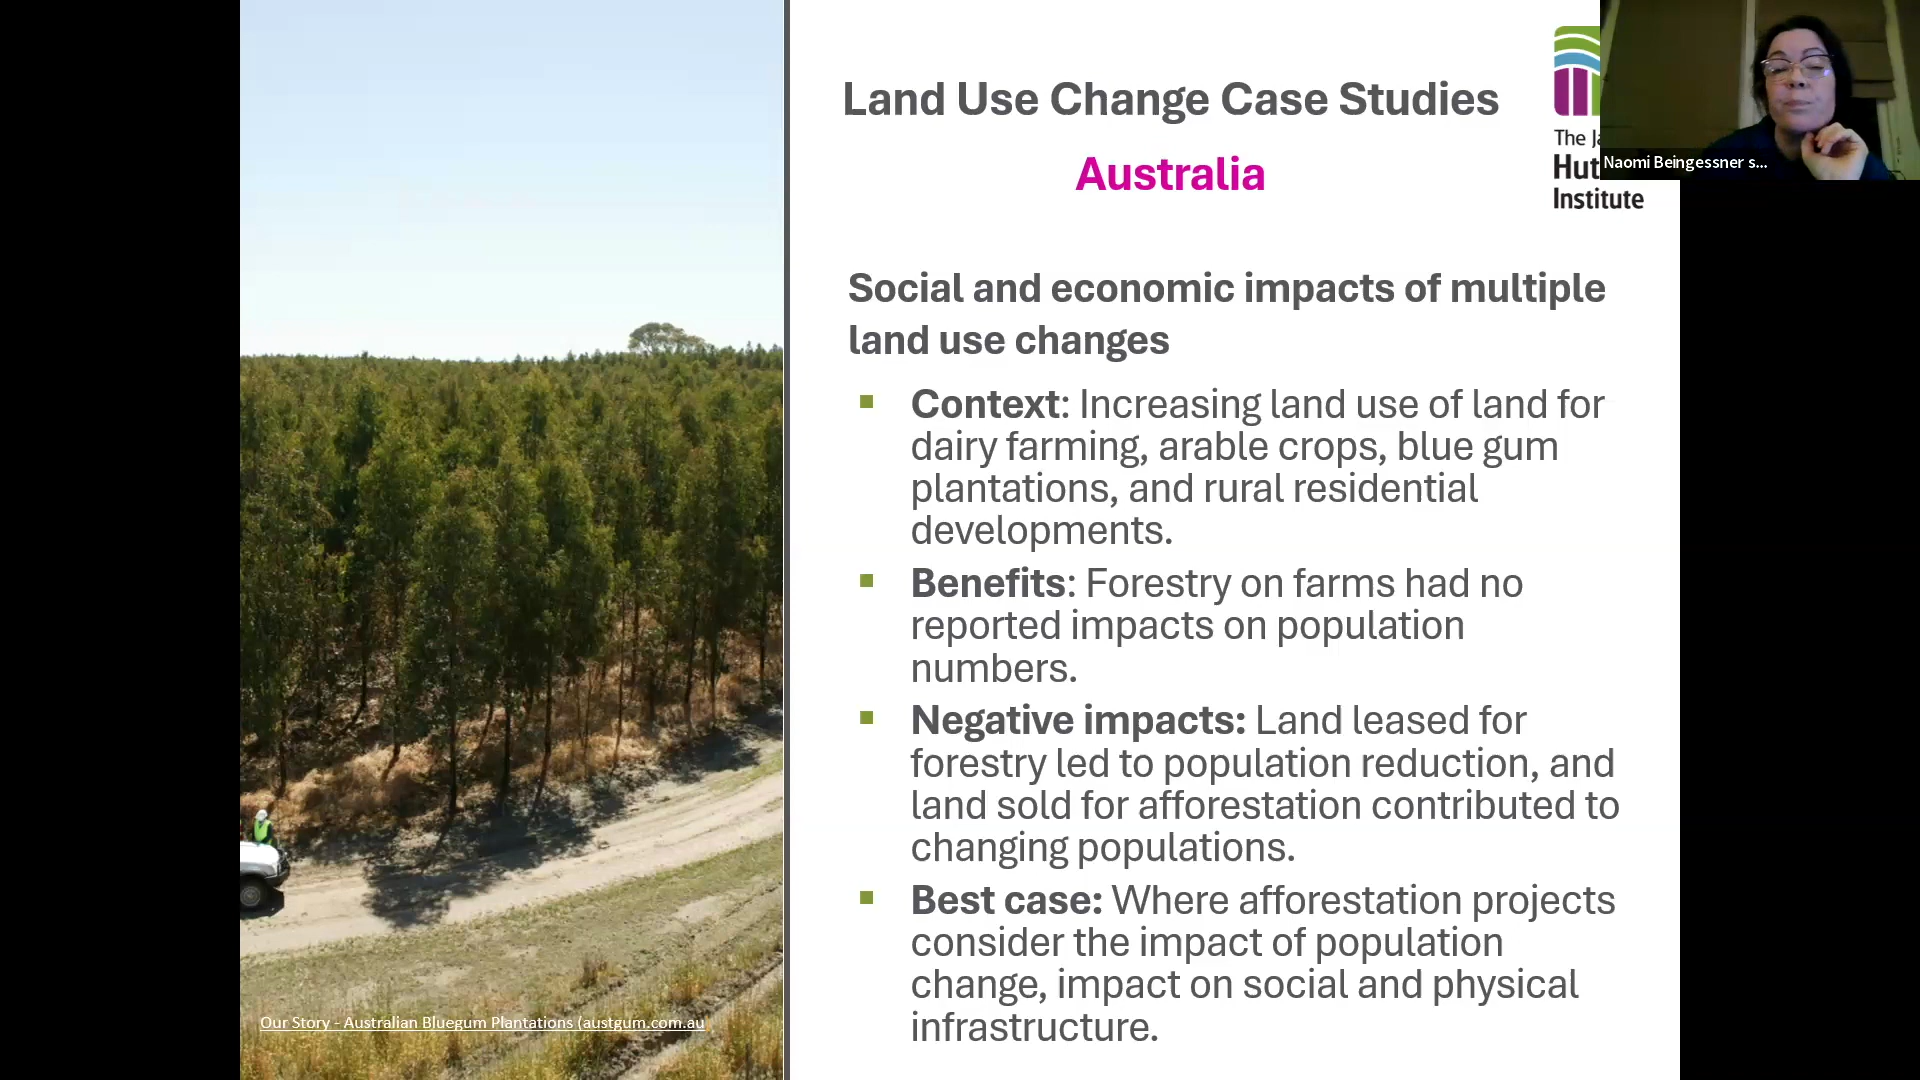 Land Use Change Case Studies
Australia
The Ja
Hut
Institute
Naomi Beingessner s...
Social and economic impacts of multiple
land use changes
Context: Increasing land use of land for
dairy farming, arable crops, blue gum
plantations, and rural residential
developments.
Benefits: Forestry on farms had no
reported impacts on population
numbers.
Negative impacts: Land leased for
forestry led to population reduction, and
land sold for afforestation contributed to
changing populations.
Best case: Where afforestation projects
consider the impact of population
change, impact on social and physical
infrastructure.
Our Story - Australian Bluegum Plantations (austgum.com.au